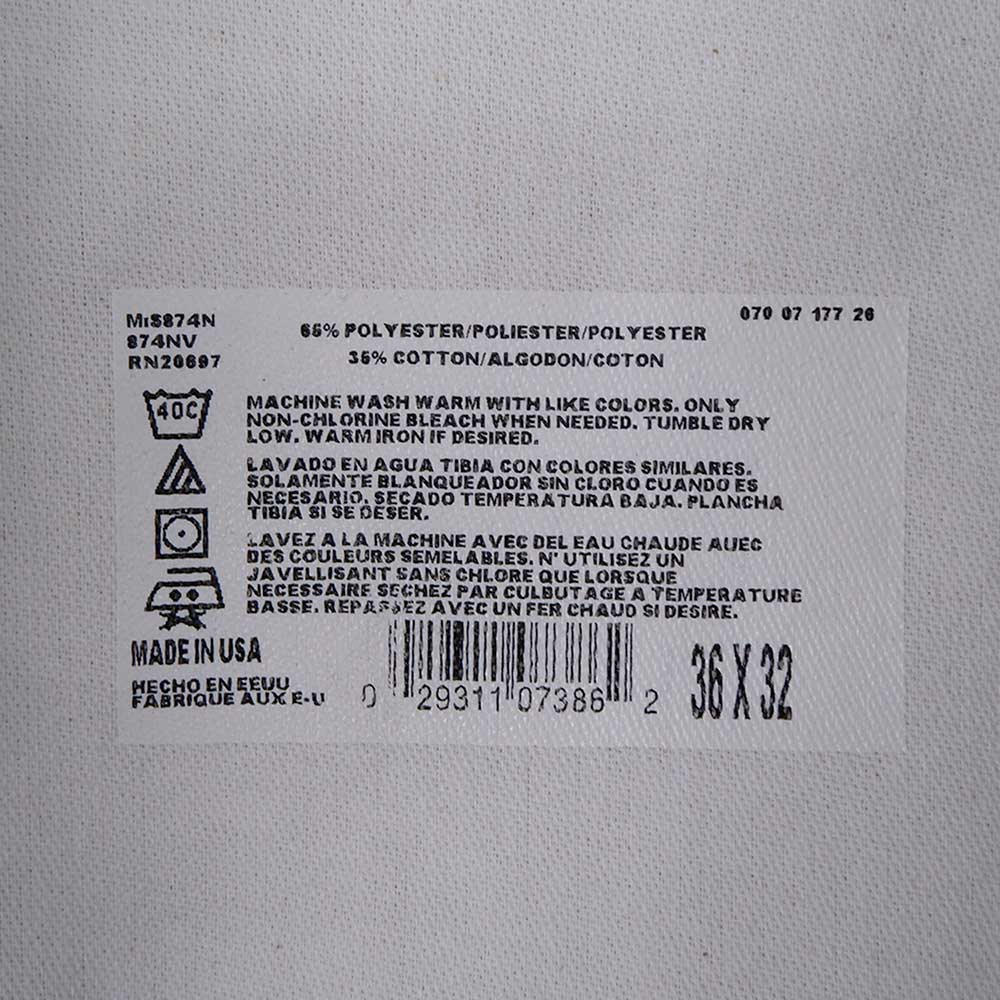 MIS874N
874NV
RN20697
070 07 177 26
65% POLYESTER/POLIESTER/POLYESTER
35% COTTON/ALGODON/COTON
40C
MACHINE WASH WARM WITH LIKE COLORS. ONLY
NON-CHLORINE BLEACH WHEN NEEDED. TUMBLE DRY
LOW. WARM IRON IF DESIRED.
LAVADO EN AGUA TIBIA CON COLORES SIMILARES.
SOLAMENTE BLANQUEADOR SIN CLORO CUANDO ES
NECESARIO. SECADO TEMPERATURA BAJA. PLANCHA
TIBIA SI SE DESER.
LAVEZ A LA MACHINE AVEC DEL EAU CHAUDE AUEC
DES COULEURS SEMELABLES. N' UTILISEZ UN
JAVELLISANT SANS CHLORE QUE LORSQUE
NECESSAIRE SECHEZ PAR CULBUTAGE A TEMPERATURE
BASSE. REPASSEZ AVEC UN FER CHAUD SI DESIRE.
MADE IN USA
HECHO EN EEUU
FABRIQUE AUX E-U
0 29311 07386 2
36 X 32